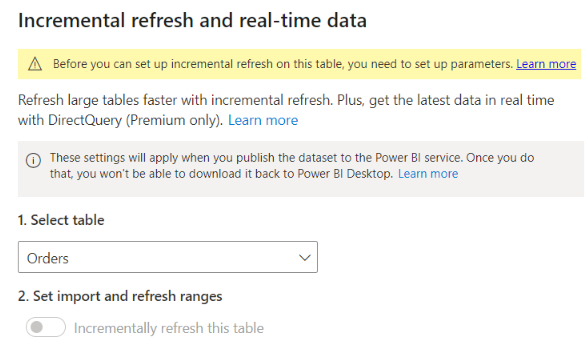 Incremental refresh and real-time data
Before you can set up incremental refresh on this table, you need to set up parameters. Learn more
Refresh large tables faster with incremental refresh. Plus, get the latest data in real time
with DirectQuery (Premium only). Learn more
These settings will apply when you publish the dataset to the Power BI service. Once you do
that, you won't be able to download it back to Power BI Desktop. Learn more
1. Select table
Orders
2. Set import and refresh ranges
Incrementally refresh this table